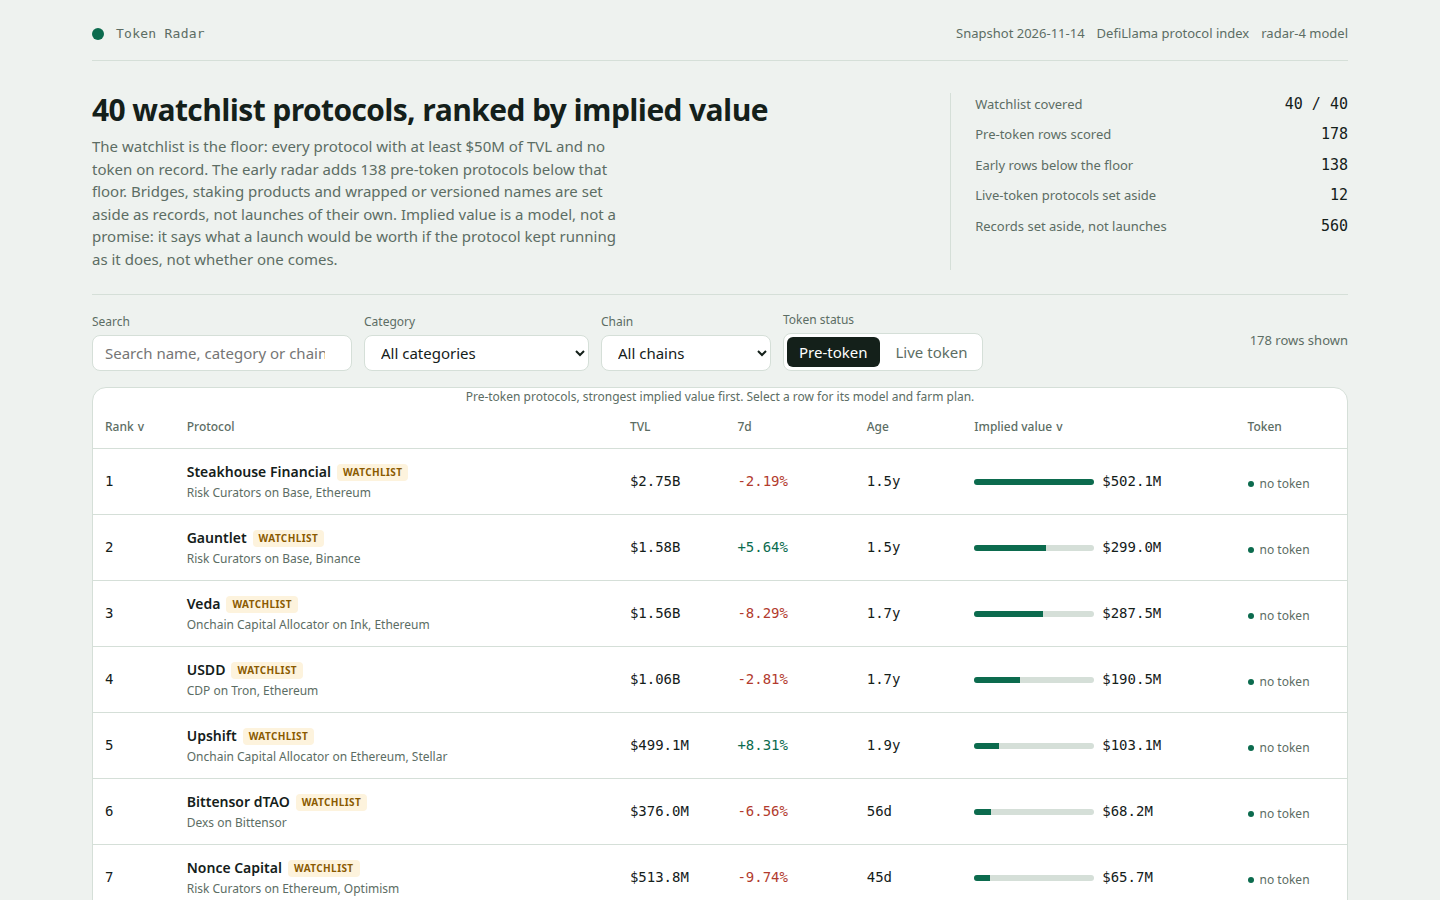 Token Radar
Snapshot 2026-11-14 DefiLlama protocol index radar-4 model
40 watchlist protocols, ranked by implied value
The watchlist is the floor: every protocol with at least $50M of TVL and no
token on record. The early radar adds 138 pre-token protocols below that
floor. Bridges, staking products and wrapped or versioned names are set
aside as records, not launches of their own. Implied value is a model, not a
promise: it says what a launch would be worth if the protocol kept running
as it does, not whether one comes.
Watchlist covered 40 / 40
Pre-token rows scored 178
Early rows below the floor 138
Live-token protocols set aside 12
Records set aside, not launches 560
Search Category Chain Token status
Search name, category or chain All categories All chains Pre-token Live token 178 rows shown
Pre-token protocols, strongest implied value first. Select a row for its model and farm plan.
Rank v Protocol TVL 7d Age Implied value v Token
1 Steakhouse Financial WATCHLIST $2.75B -2.19% 1.5y $502.1M no token
Risk Curators on Base, Ethereum
2 Gauntlet WATCHLIST $1.58B +5.64% 1.5y $299.0M no token
Risk Curators on Base, Binance
3 Veda WATCHLIST $1.56B -8.29% 1.7y $287.5M no token
Onchain Capital Allocator on Ink, Ethereum
4 USDD WATCHLIST $1.06B -2.81% 1.7y $190.5M no token
CDP on Tron, Ethereum
5 Upshift WATCHLIST $499.1M +8.31% 1.9y $103.1M no token
Onchain Capital Allocator on Ethereum, Stellar
6 Bittensor dTAO WATCHLIST $376.0M -6.56% 56d $68.2M no token
Dexs on Bittensor
7 Nonce Capital WATCHLIST $513.8M -9.74% 45d $65.7M no token
Risk Curators on Ethereum, Optimism